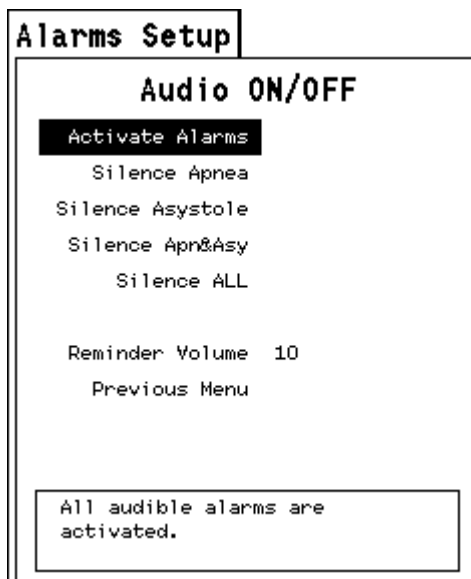 Alarms Setup
Audio ON/OFF
Activate Alarms
Silence Apnea
Silence Asystole
Silence Apn&Asy
Silence ALL
Reminder Volume 10
Previous Menu
All audible alarms are
activated.